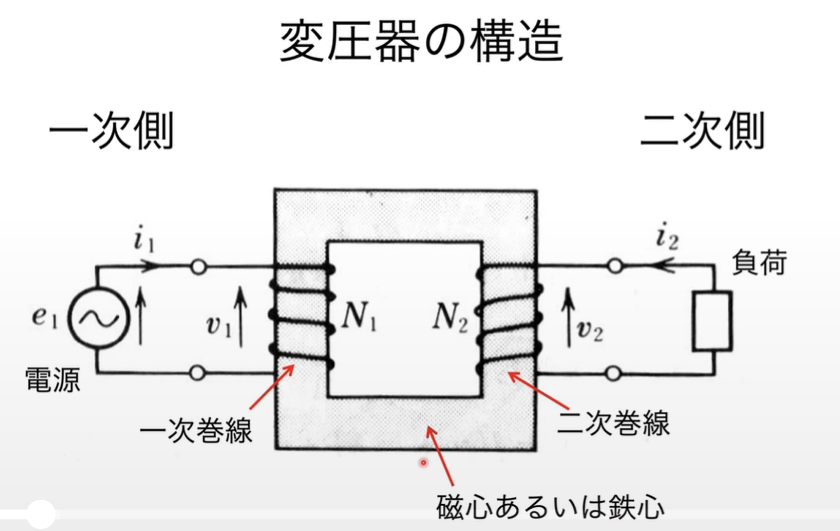 変圧器の構造
一次側
二次側
i1
i2
負荷
e1
v1
N1
N2
v2
電源
一次巻線
二次巻線
磁心あるいは鉄心